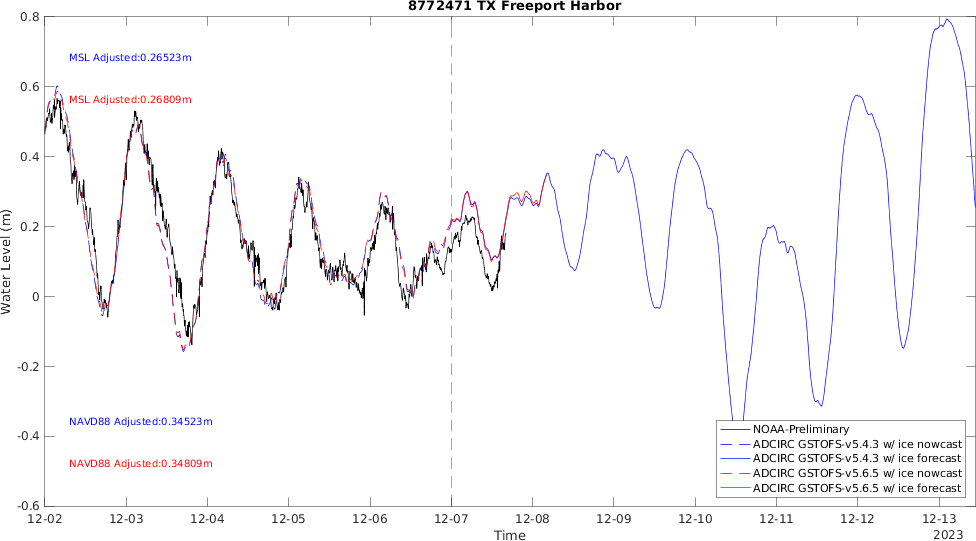 8772471 TX Freeport Harbor
0.8
0.6
0.4
0.2
0
-0.2
-0.4
-0.6
Water Level (m)
MSL Adjusted:0.26523m
MSL Adjusted:0.26809m
NAVD88 Adjusted:0.34523m
NAVD88 Adjusted:0.34809m
NOAA-Preliminary
ADCIRC GSTOFS-v5.4.3 w/ ice nowcast
ADCIRC GSTOFS-v5.4.3 w/ ice forecast
ADCIRC GSTOFS-v5.6.5 w/ ice nowcast
ADCIRC GSTOFS-v5.6.5 w/ ice forecast
12-02 12-03 12-04 12-05 12-06 12-07 12-08 12-09 12-10 12-11 12-12 12-13
2023
Time